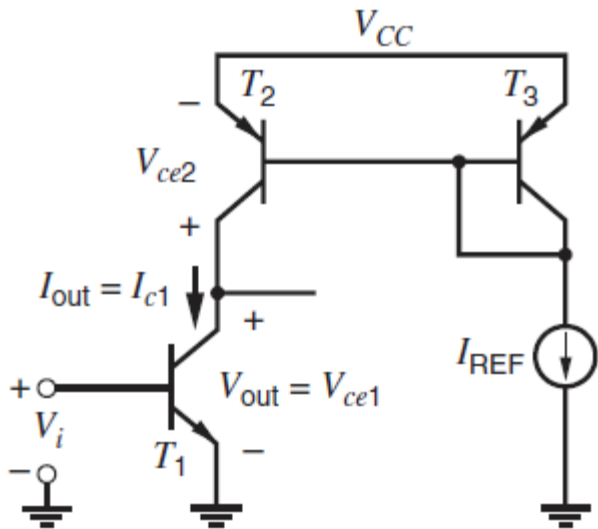 V_CC
T_2
T_3
−
V_ce2
+
I_out = I_c1
+
I_REF
+
V_out = V_ce1
V_i
T_1
−
−